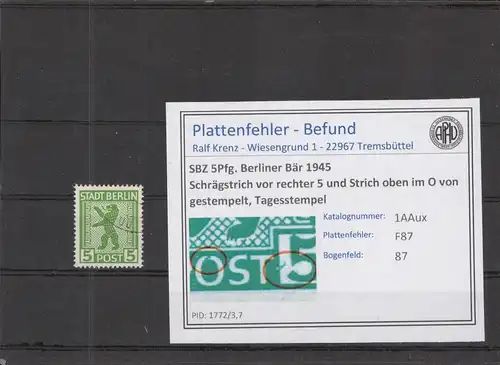 STADT BERLIN
5 POST 5
Plattenfehler - Befund
Ralf Krenz - Wiesengrund 1 - 22967 Tremsbüttel
SBZ 5Pfg. Berliner Bär 1945
Schrägstrich vor rechter 5 und Strich oben im O von
gestempelt, Tagesstempel
Katalognummer: 1AAux
Plattenfehler: F87
Bogenfeld: 87
OST 5
PID: 1772/3,7